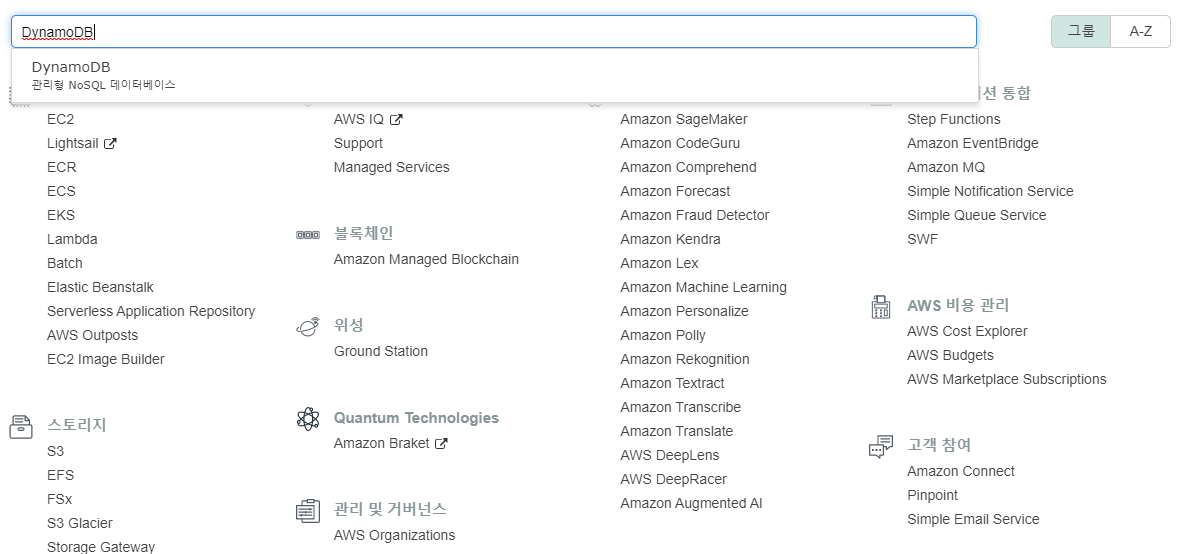 DynamoDB
그룹
A-Z
DynamoDB
관리형 NoSQL 데이터베이스
EC2
Lightsail
ECR
ECS
EKS
Lambda
Batch
Elastic Beanstalk
Serverless Application Repository
AWS Outposts
EC2 Image Builder
스토리지
S3
EFS
FSx
S3 Glacier
Storage Gateway
AWS IQ
Support
Managed Services
블록체인
Amazon Managed Blockchain
위성
Ground Station
Quantum Technologies
Amazon Braket
관리 및 거버넌스
AWS Organizations
Amazon SageMaker
Amazon CodeGuru
Amazon Comprehend
Amazon Forecast
Amazon Fraud Detector
Amazon Kendra
Amazon Lex
Amazon Machine Learning
Amazon Personalize
Amazon Polly
Amazon Rekognition
Amazon Textract
Amazon Transcribe
Amazon Translate
AWS DeepLens
AWS DeepRacer
Amazon Augmented AI
션 통합
Step Functions
Amazon EventBridge
Amazon MQ
Simple Notification Service
Simple Queue Service
SWF
AWS 비용 관리
AWS Cost Explorer
AWS Budgets
AWS Marketplace Subscriptions
고객 참여
Amazon Connect
Pinpoint
Simple Email Service